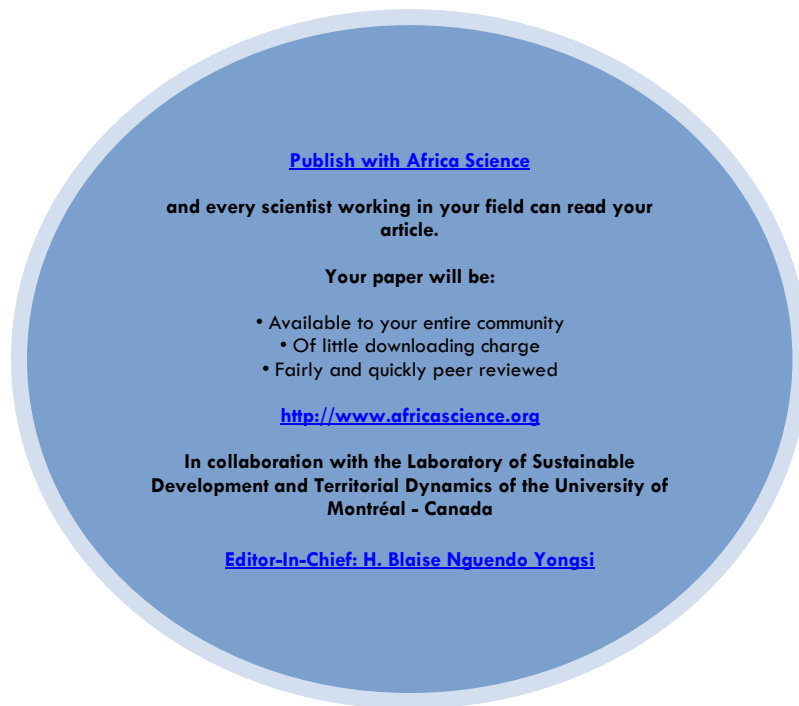 Publish with Africa Science
and every scientist working in your field can read your
article.
Your paper will be:
• Available to your entire community
• Of little downloading charge
• Fairly and quickly peer reviewed
http://www.africascience.org
In collaboration with the Laboratory of Sustainable
Development and Territorial Dynamics of the University of
Montréal - Canada
Editor-In-Chief: H. Blaise Nguendo Yongsi